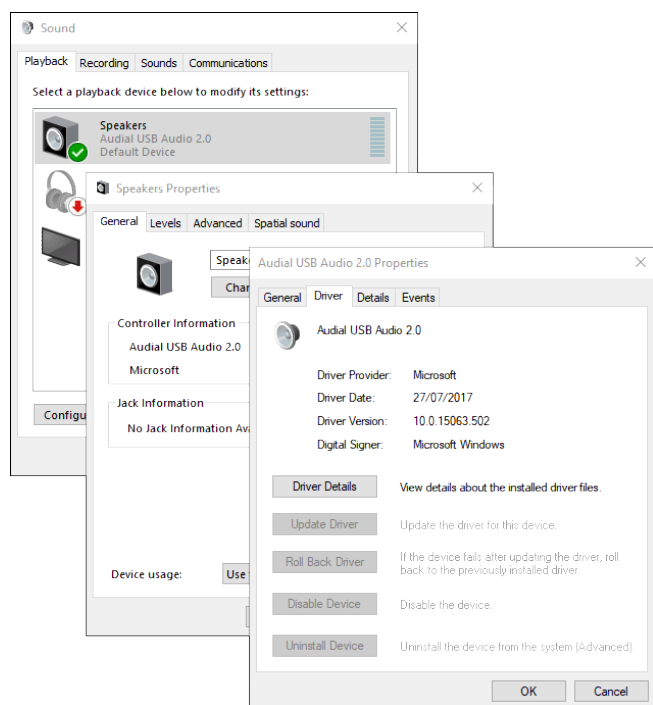 Sound
Playback Recording Sounds Communications
Select a playback device below to modify its settings:
Speakers
Audial USB Audio 2.0
Default Device
Configu
Speakers Properties
General Levels Advanced Spatial sound
Speak
Char
Controller Information
Audial USB Audio 2.0
Microsoft
Jack Information
No Jack Information Av
Device usage: Use
Audial USB Audio 2.0 Properties
General Driver Details Events
Audial USB Audio 2.0
Driver Provider: Microsoft
Driver Date: 27/07/2017
Driver Version: 10.0.15063.502
Digital Signer: Microsoft Windows
Driver Details View details about the installed driver files.
Update Driver Update the driver for this device.
Roll Back Driver If the device fails after updating the driver, roll
back to the previously installed driver.
Disable Device Disable the device.
Uninstall Device Uninstall the device from the system (Advanced).
OK Cancel